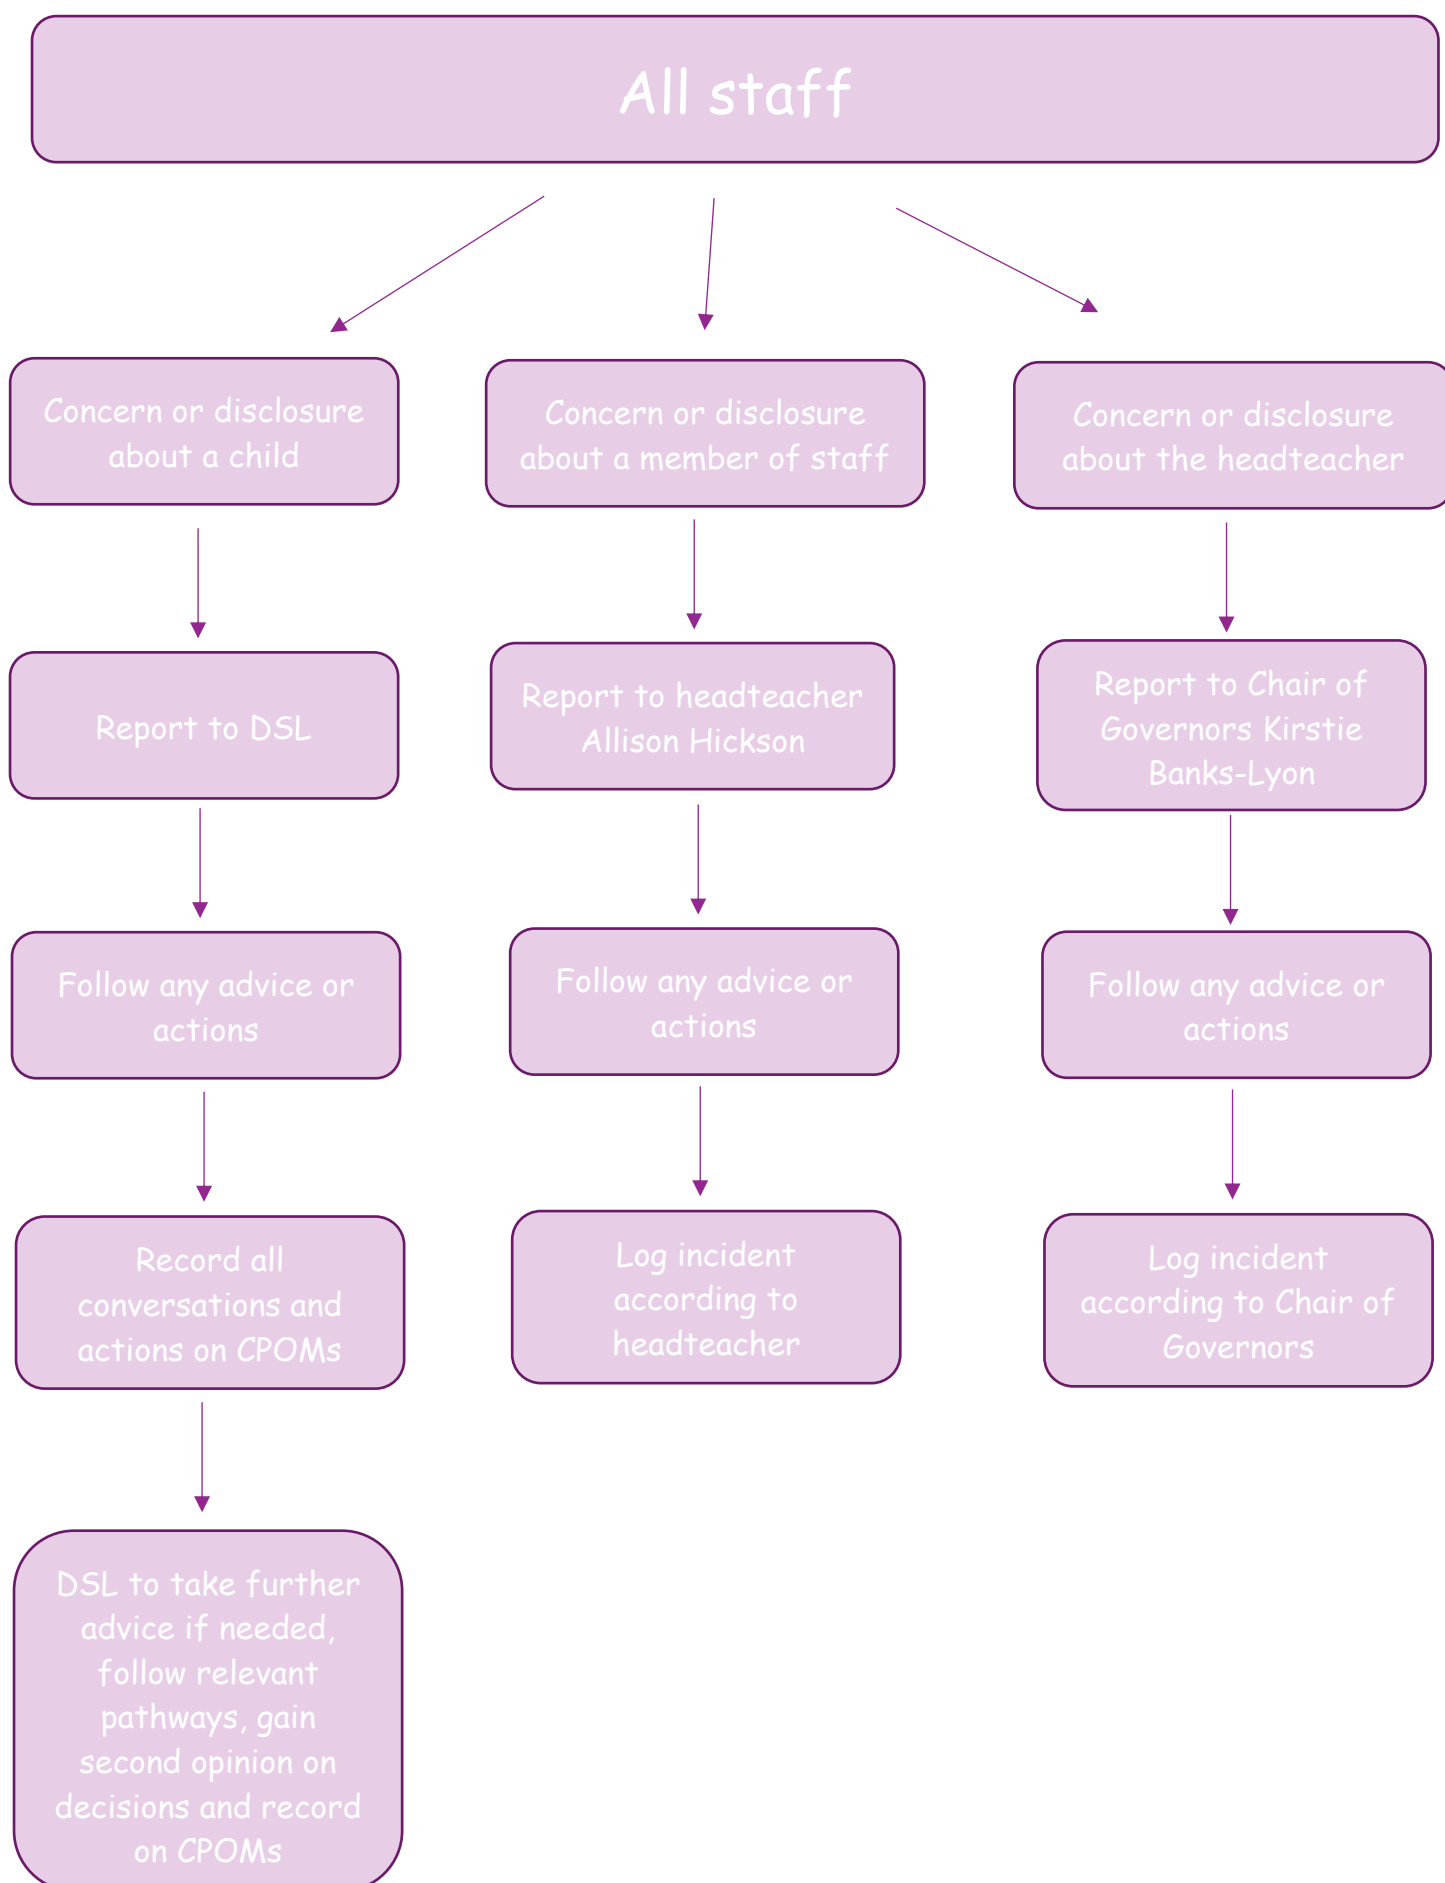 All staff
Concern or disclosure
about a child
Concern or disclosure
about a member of staff
Concern or disclosure
about the headteacher
Report to DSL
Report to headteacher
Allison Hickson
Report to Chair of
Governors Kirstie
Banks-Lyon
Follow any advice or
actions
Follow any advice or
actions
Follow any advice or
actions
Record all
conversations and
actions on CPOMs
Log incident
according to
headteacher
Log incident
according to Chair of
Governors
DSL to take further
advice if needed,
follow relevant
pathways, gain
second opinion on
decisions and record
on CPOMs